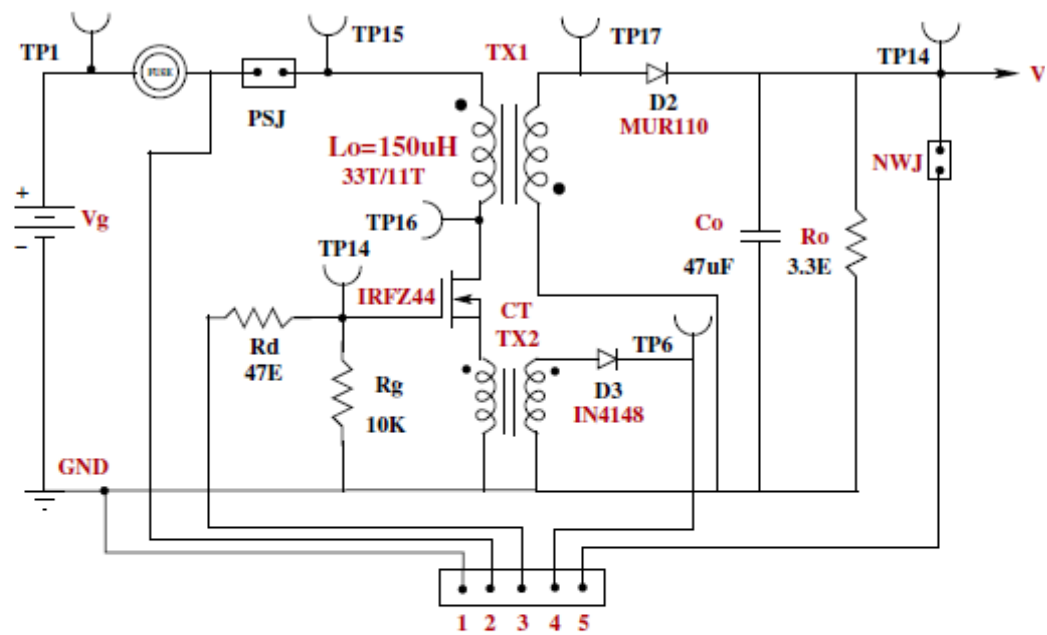 TP1
FUSE
TP15
PSJ
TX1
TP17
TP14
V
D2
MUR110
Lo=150uH
33T/11T
NWJ
+
Vg
−
TP16
TP14
Co
47uF
Ro
3.3E
IRFZ44
CT
TX2
TP6
Rd
47E
Rg
10K
D3
IN4148
GND
1 2 3 4 5